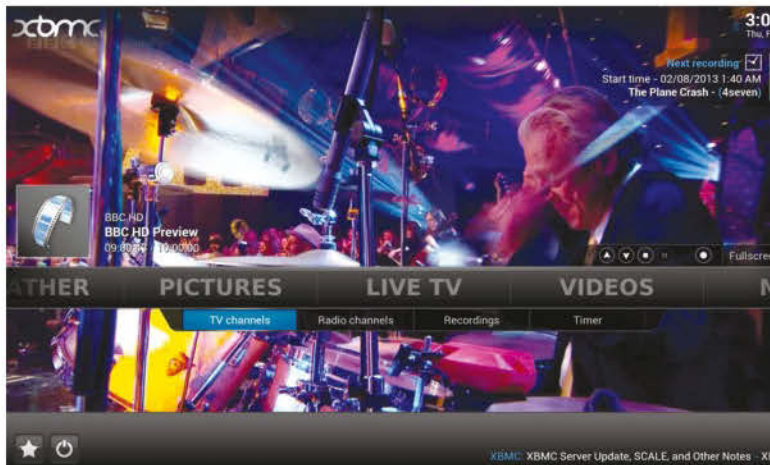 xbmc
3:0
Thu, F
Next recording
Start time - 02/08/2013 1:40 AM
The Plane Crash - (4seven)
BBC HD
BBC HD Preview
Fullscree
ATHER PICTURES LIVE TV VIDEOS M
TV channels Radio channels Recordings Timer
XBMC: XBMC Server Update, SCALE, and Other Notes - XB